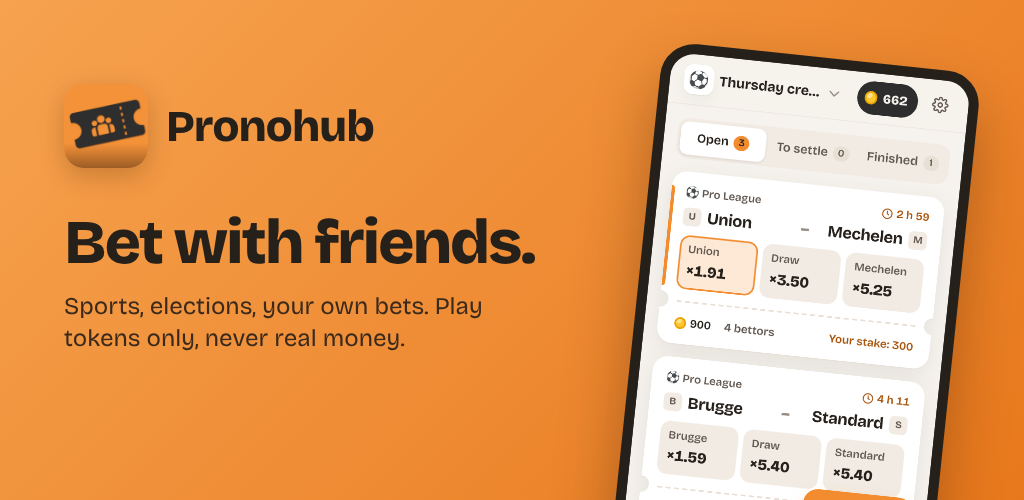 Pronohub
Bet with friends.
Sports, elections, your own bets. Play
tokens only, never real money.
Thursday cre...
662
Open 3
To settle 0
Finished 1
Pro League
2 h 59
U Union - Mechelen M
Union
×1.91
Draw
×3.50
Mechelen
×5.25
900
4 bettors
Your stake: 300
Pro League
4 h 11
B Brugge - Standard S
Brugge
×1.59
Draw
×5.40
Standard
×5.40